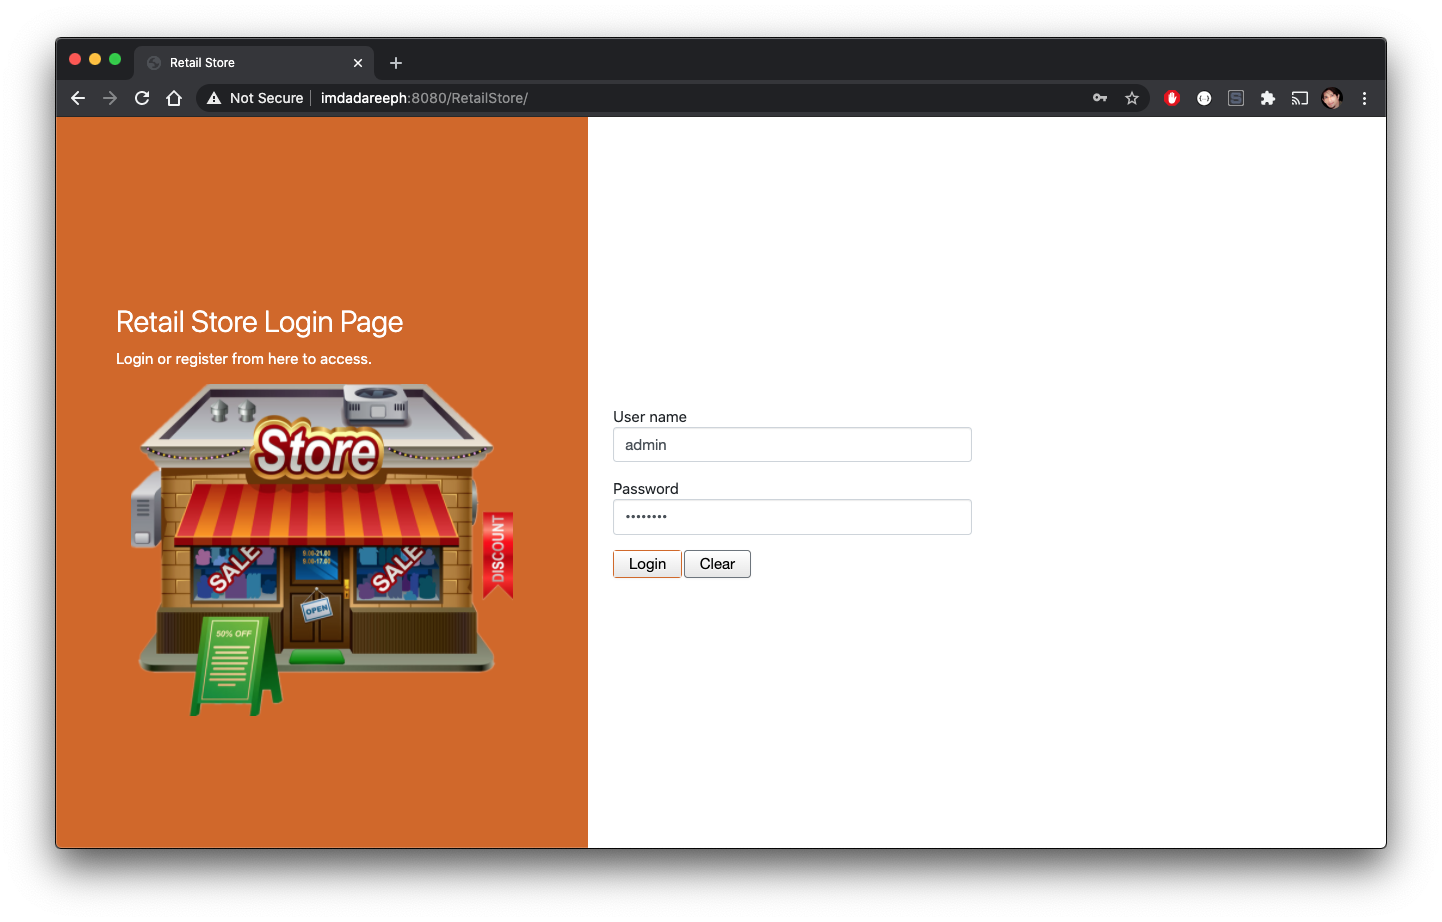 Retail Store
Not Secure
imdadareeph:8080/RetailStore/
Retail Store Login Page
Login or register from here to access.
Store
DISCOUNT
9.00-21.00
9.00-17.00
SALE
SALE
OPEN
50% OFF
User name
admin
Password
••••••••
Login
Clear